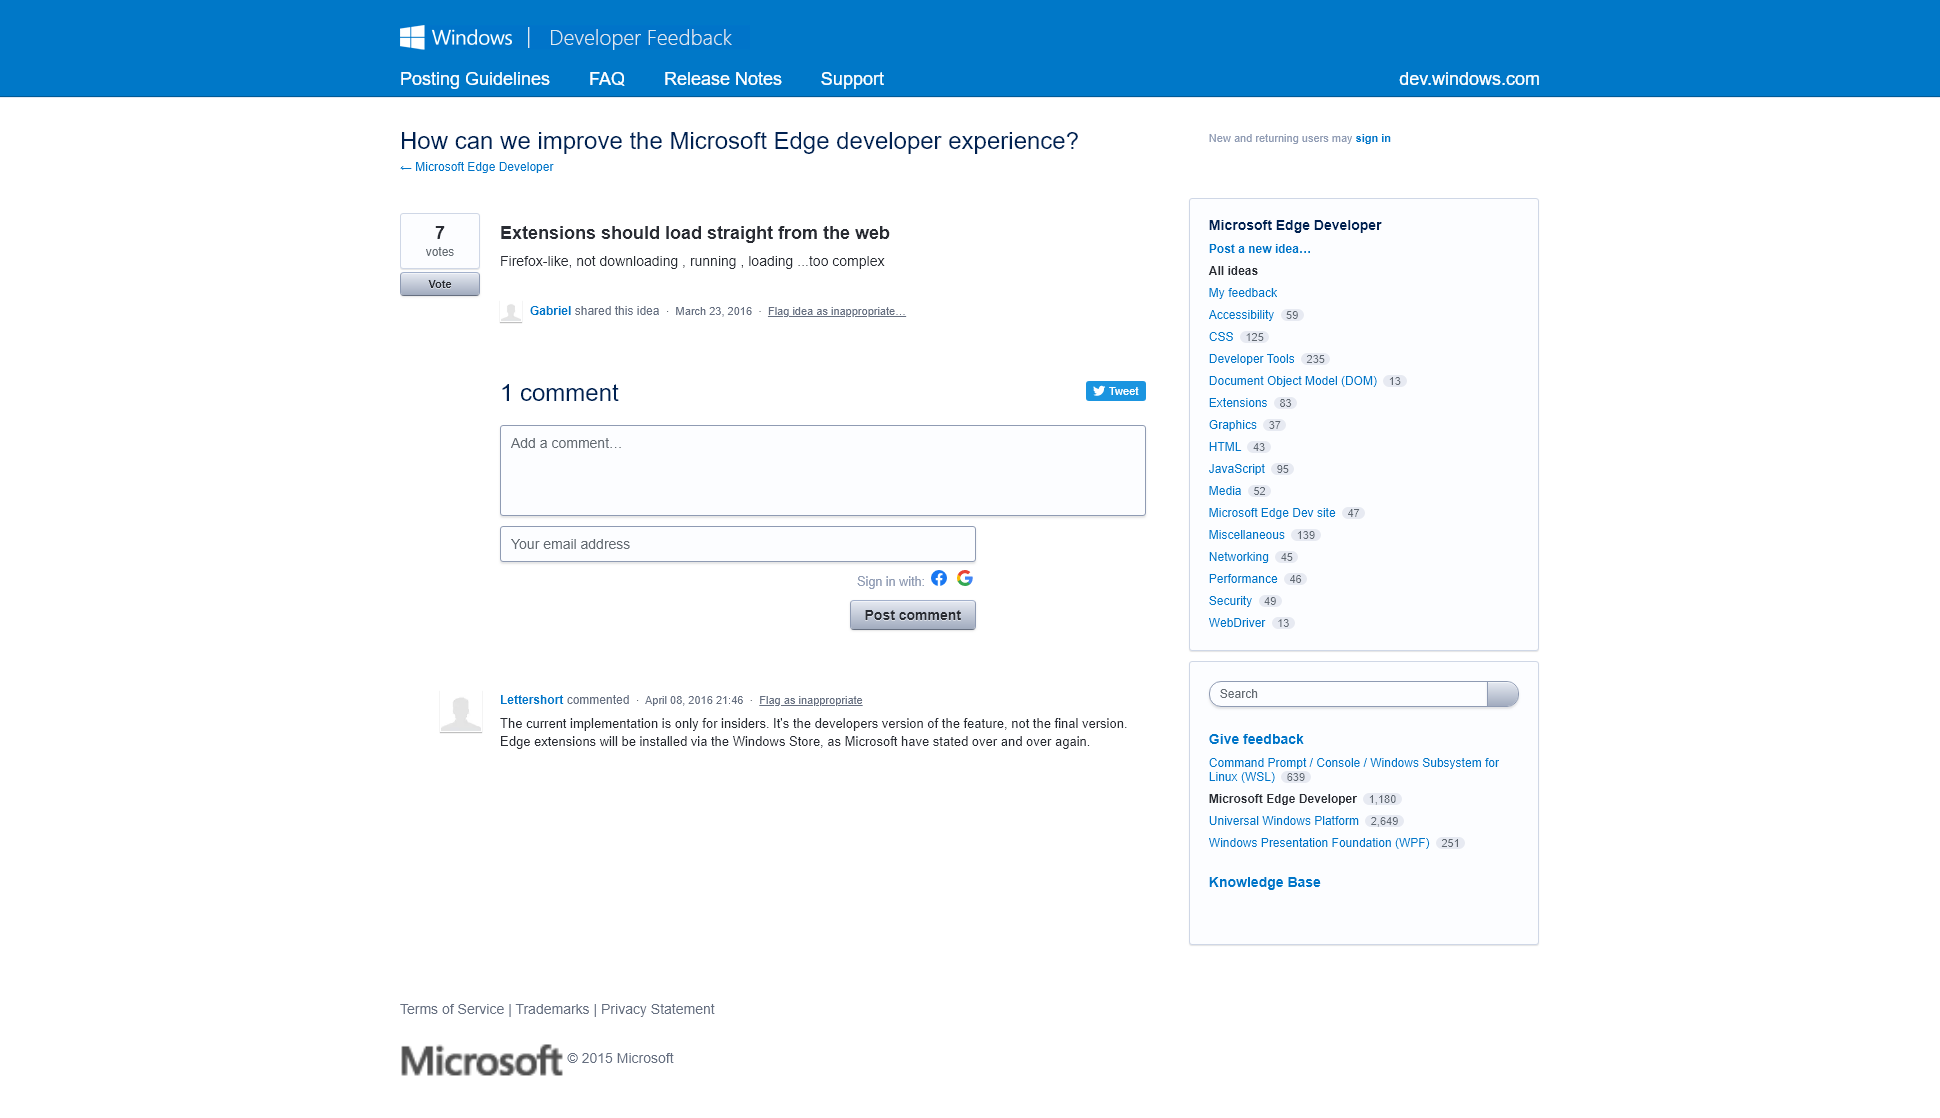 Windows | Developer Feedback
Posting Guidelines FAQ Release Notes Support dev.windows.com
How can we improve the Microsoft Edge developer experience?
← Microsoft Edge Developer
New and returning users may sign in
7
votes
Vote
Extensions should load straight from the web
Firefox-like, not downloading , running , loading ...too complex
Gabriel shared this idea · March 23, 2016 · Flag idea as inappropriate…
1 comment
Tweet
Add a comment…
Your email address
Sign in with:
Post comment
Lettershort commented · April 08, 2016 21:46 · Flag as inappropriate
The current implementation is only for insiders. It's the developers version of the feature, not the final version.
Edge extensions will be installed via the Windows Store, as Microsoft have stated over and over again.
Microsoft Edge Developer
Post a new idea…
All ideas
My feedback
Accessibility 59
CSS 125
Developer Tools 235
Document Object Model (DOM) 13
Extensions 83
Graphics 37
HTML 43
JavaScript 95
Media 52
Microsoft Edge Dev site 47
Miscellaneous 139
Networking 45
Performance 46
Security 49
WebDriver 13
Search
Give feedback
Command Prompt / Console / Windows Subsystem for
Linux (WSL) 639
Microsoft Edge Developer 1,180
Universal Windows Platform 2,649
Windows Presentation Foundation (WPF) 251
Knowledge Base
Terms of Service | Trademarks | Privacy Statement
Microsoft © 2015 Microsoft